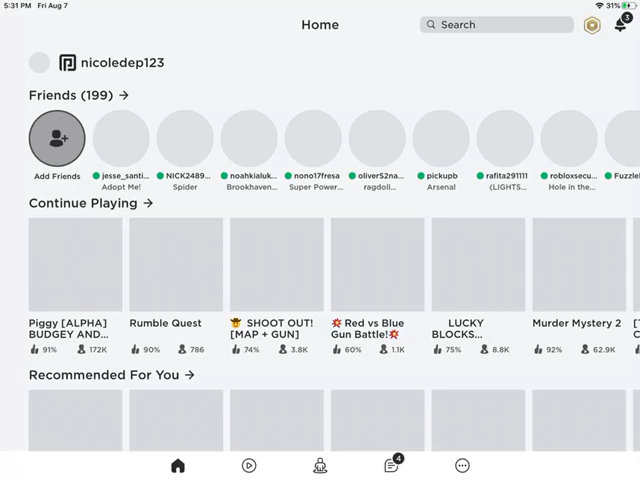 5:31 PM Fri Aug 7
31%
Home
Search
3
nicoledep123
Friends (199) →
Add Friends
jesse_santi...
NICK2489...
noahkialuk...
nono17fresa
oliverS2na...
pickupb
rafita291111
robloxsecu...
Fuzzle
Adopt Me!
Spider
Brookhaven...
Super Power...
ragdoll...
Arsenal
(LIGHTS...
Hole in the...
Continue Playing →
Piggy [ALPHA] BUDGEY AND...
91% 172K
Rumble Quest
90% 786
🤠 SHOOT OUT! [MAP + GUN]
74% 3.8K
💥 Red vs Blue Gun Battle!💥
60% 1.1K
LUCKY BLOCKS...
75% 8.8K
Murder Mystery 2
92% 62.9K
Recommended For You →
4